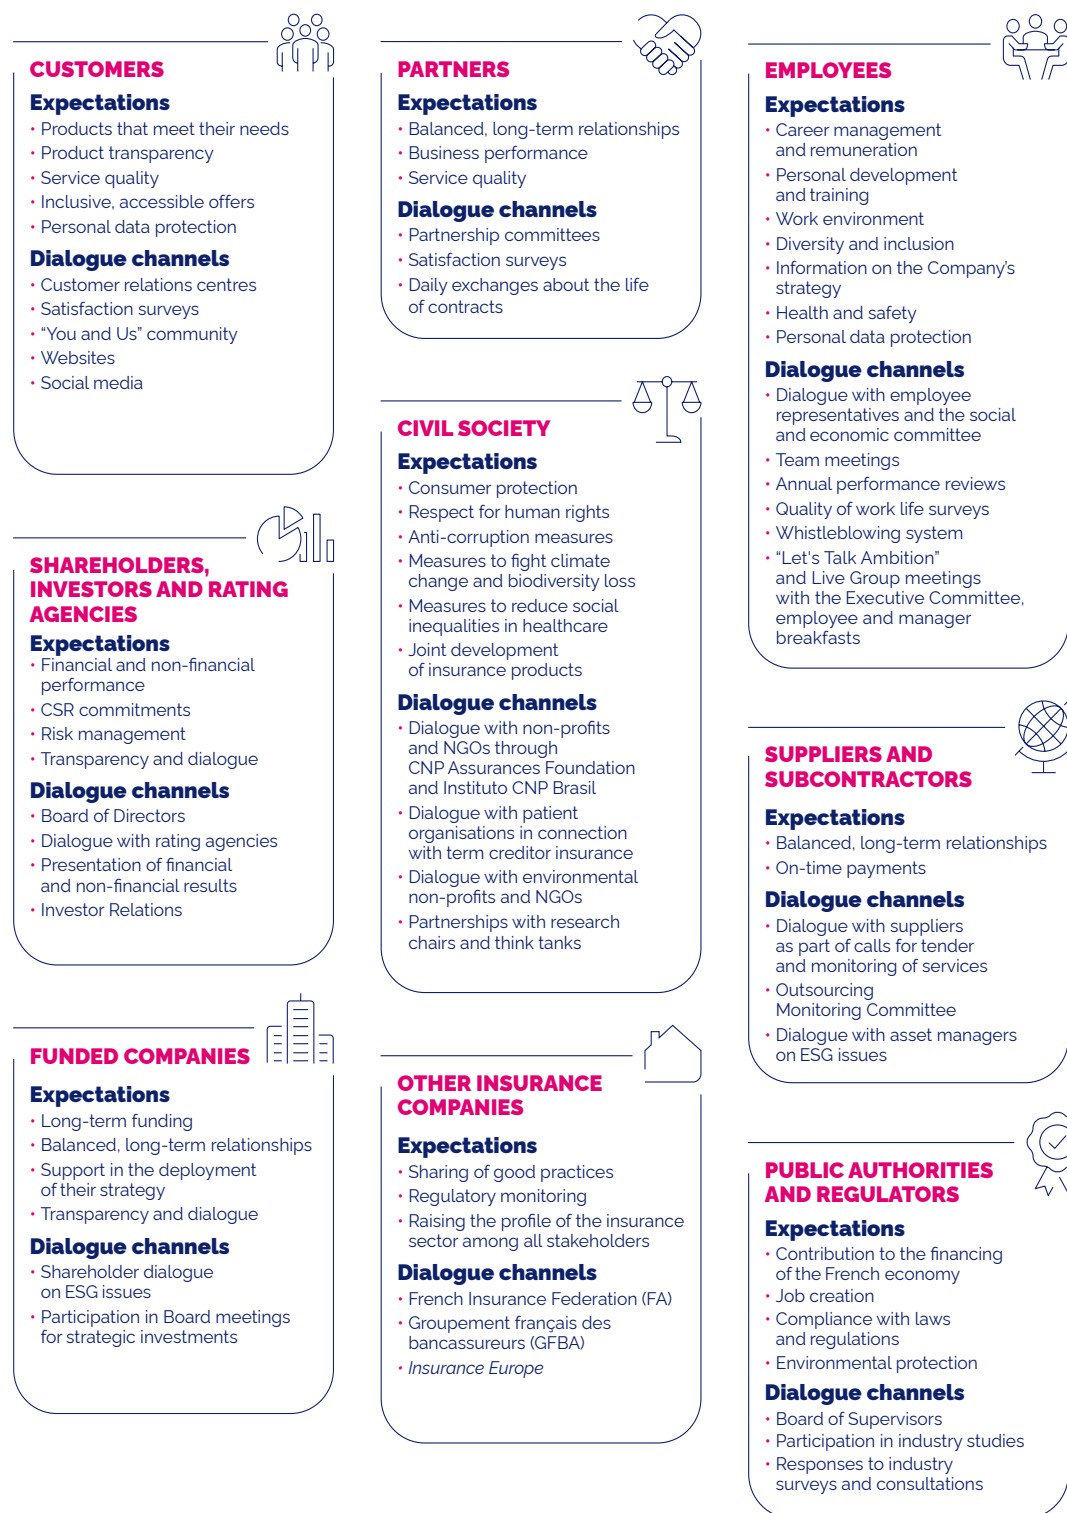 CUSTOMERS
Expectations
• Products that meet their needs
• Product transparency
• Service quality
• Inclusive, accessible offers
• Personal data protection
Dialogue channels
• Customer relations centres
• Satisfaction surveys
• “You and Us” community
• Websites
• Social media
SHAREHOLDERS,
INVESTORS AND RATING
AGENCIES
Expectations
• Financial and non-financial
performance
• CSR commitments
• Risk management
• Transparency and dialogue
Dialogue channels
• Board of Directors
• Dialogue with rating agencies
• Presentation of financial
and non-financial results
• Investor Relations
FUNDED COMPANIES
Expectations
• Long-term funding
• Balanced, long-term relationships
• Support in the deployment
of their strategy
• Transparency and dialogue
Dialogue channels
• Shareholder dialogue
on ESG issues
• Participation in Board meetings
for strategic investments
PARTNERS
Expectations
• Balanced, long-term relationships
• Business performance
• Service quality
Dialogue channels
• Partnership committees
• Satisfaction surveys
• Daily exchanges about the life
of contracts
CIVIL SOCIETY
Expectations
• Consumer protection
• Respect for human rights
• Anti-corruption measures
• Measures to fight climate
change and biodiversity loss
• Measures to reduce social
inequalities in healthcare
• Joint development
of insurance products
Dialogue channels
• Dialogue with non-profits
and NGOs through
CNP Assurances Foundation
and Instituto CNP Brasil
• Dialogue with patient
organisations in connection
with term creditor insurance
• Dialogue with environmental
non-profits and NGOs
• Partnerships with research
chairs and think tanks
OTHER INSURANCE
COMPANIES
Expectations
• Sharing of good practices
• Regulatory monitoring
• Raising the profile of the insurance
sector among all stakeholders
Dialogue channels
• French Insurance Federation (FA)
• Groupement français des
bancassureurs (GFBA)
• Insurance Europe
EMPLOYEES
Expectations
• Career management
and remuneration
• Personal development
and training
• Work environment
• Diversity and inclusion
• Information on the Company’s
strategy
• Health and safety
• Personal data protection
Dialogue channels
• Dialogue with employee
representatives and the social
and economic committee
• Team meetings
• Annual performance reviews
• Quality of work life surveys
• Whistleblowing system
• “Let's Talk Ambition”
and Live Group meetings
with the Executive Committee,
employee and manager
breakfasts
SUPPLIERS AND
SUBCONTRACTORS
Expectations
• Balanced, long-term relationships
• On-time payments
Dialogue channels
• Dialogue with suppliers
as part of calls for tender
and monitoring of services
• Outsourcing
Monitoring Committee
• Dialogue with asset managers
on ESG issues
PUBLIC AUTHORITIES
AND REGULATORS
Expectations
• Contribution to the financing
of the French economy
• Job creation
• Compliance with laws
and regulations
• Environmental protection
Dialogue channels
• Board of Supervisors
• Participation in industry studies
• Responses to industry
surveys and consultations